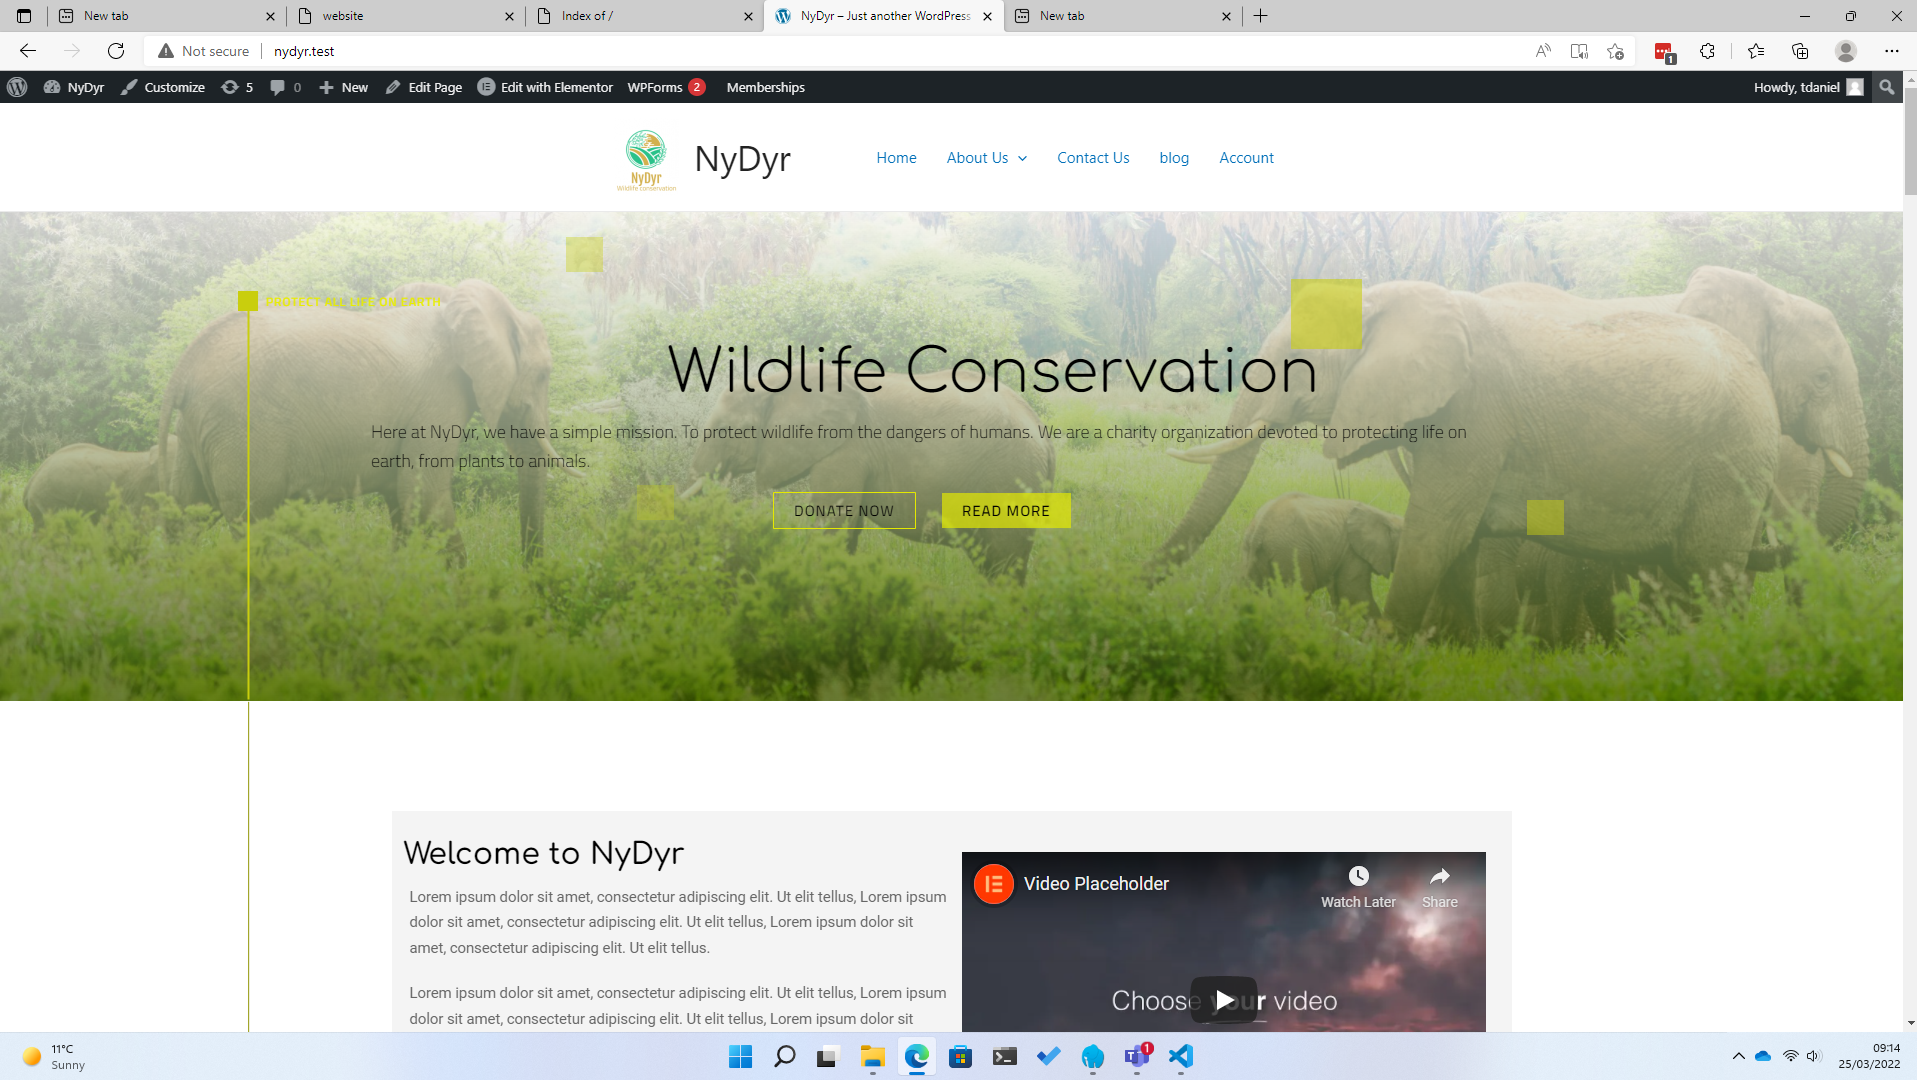 New tab
website
Index of /
NyDyr – Just another WordPress
New tab
Not secure
nydyr.test
1
NyDyr
Customize
5
0
New
Edit Page
Edit with Elementor
WPForms 2
Memberships
Howdy, tdaniel
NyDyr
Wildlife conservation
NyDyr
Home
About Us
Contact Us
blog
Account
PROTECT ALL LIFE ON EARTH
Wildlife Conservation
Here at NyDyr, we have a simple mission. To protect wildlife from the dangers of humans. We are a charity organization devoted to protecting life on
earth, from plants to animals.
DONATE NOW
READ MORE
Welcome to NyDyr
Lorem ipsum dolor sit amet, consectetur adipiscing elit. Ut elit tellus, Lorem ipsum
dolor sit amet, consectetur adipiscing elit. Ut elit tellus, Lorem ipsum dolor sit
amet, consectetur adipiscing elit. Ut elit tellus.
Lorem ipsum dolor sit amet, consectetur adipiscing elit. Ut elit tellus, Lorem ipsum
dolor sit amet, consectetur adipiscing elit. Ut elit tellus, Lorem ipsum dolor sit
Video Placeholder
Watch Later
Share
Choose your video
11°C
Sunny
1
09:14
25/03/2022